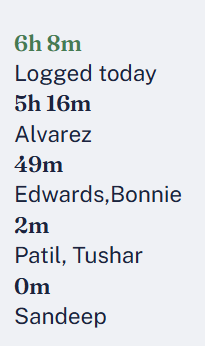 6h 8m
Logged today
5h 16m
Alvarez
49m
Edwards,Bonnie
2m
Patil, Tushar
0m
Sandeep